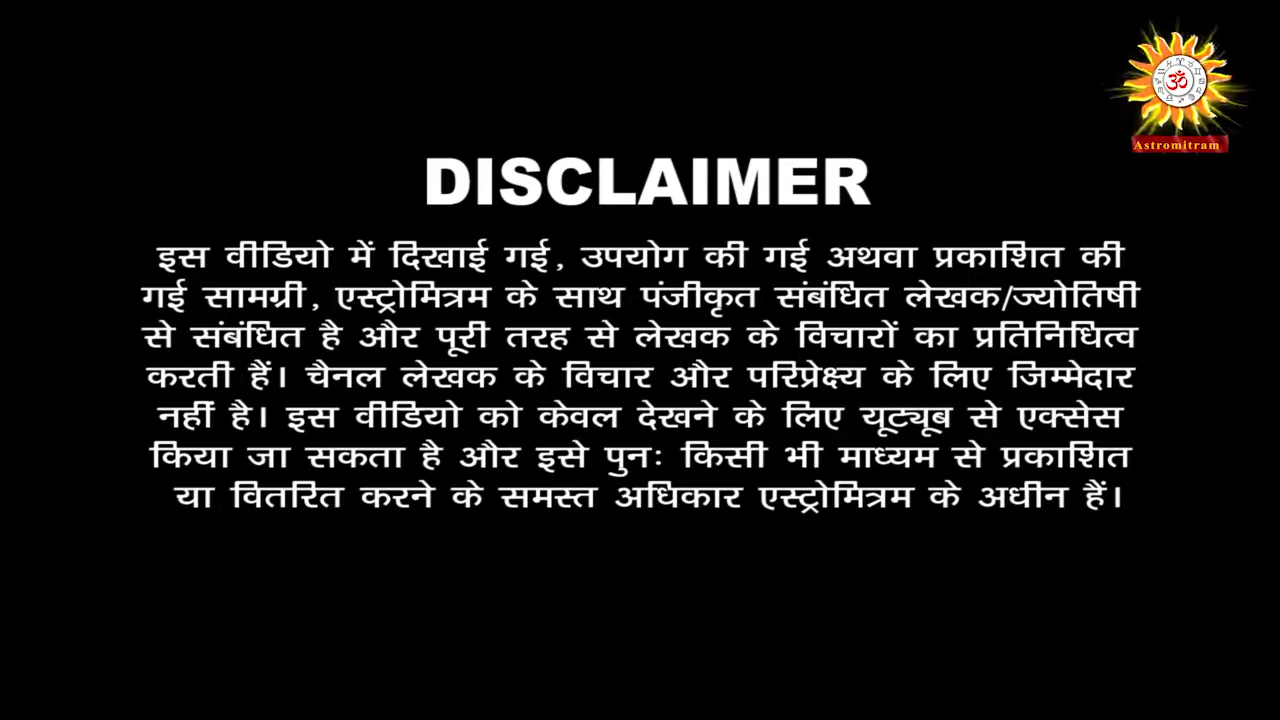 ॐ
Astromitram
DISCLAIMER
इस वीडियो में दिखाई गई, उपयोग की गई अथवा प्रकाशित की
गई सामग्री, एस्ट्रोमित्रम के साथ पंजीकृत संबंधित लेखक/ज्योतिषी
से संबंधित है और पूरी तरह से लेखक के विचारों का प्रतिनिधित्व
करती हैं। चैनल लेखक के विचार और परिप्रेक्ष्य के लिए जिम्मेदार
नहीं है। इस वीडियो को केवल देखने के लिए यूट्यूब से एक्सेस
किया जा सकता है और इसे पुनः किसी भी माध्यम से प्रकाशित
या वितरित करने के समस्त अधिकार एस्ट्रोमित्रम के अधीन हैं।